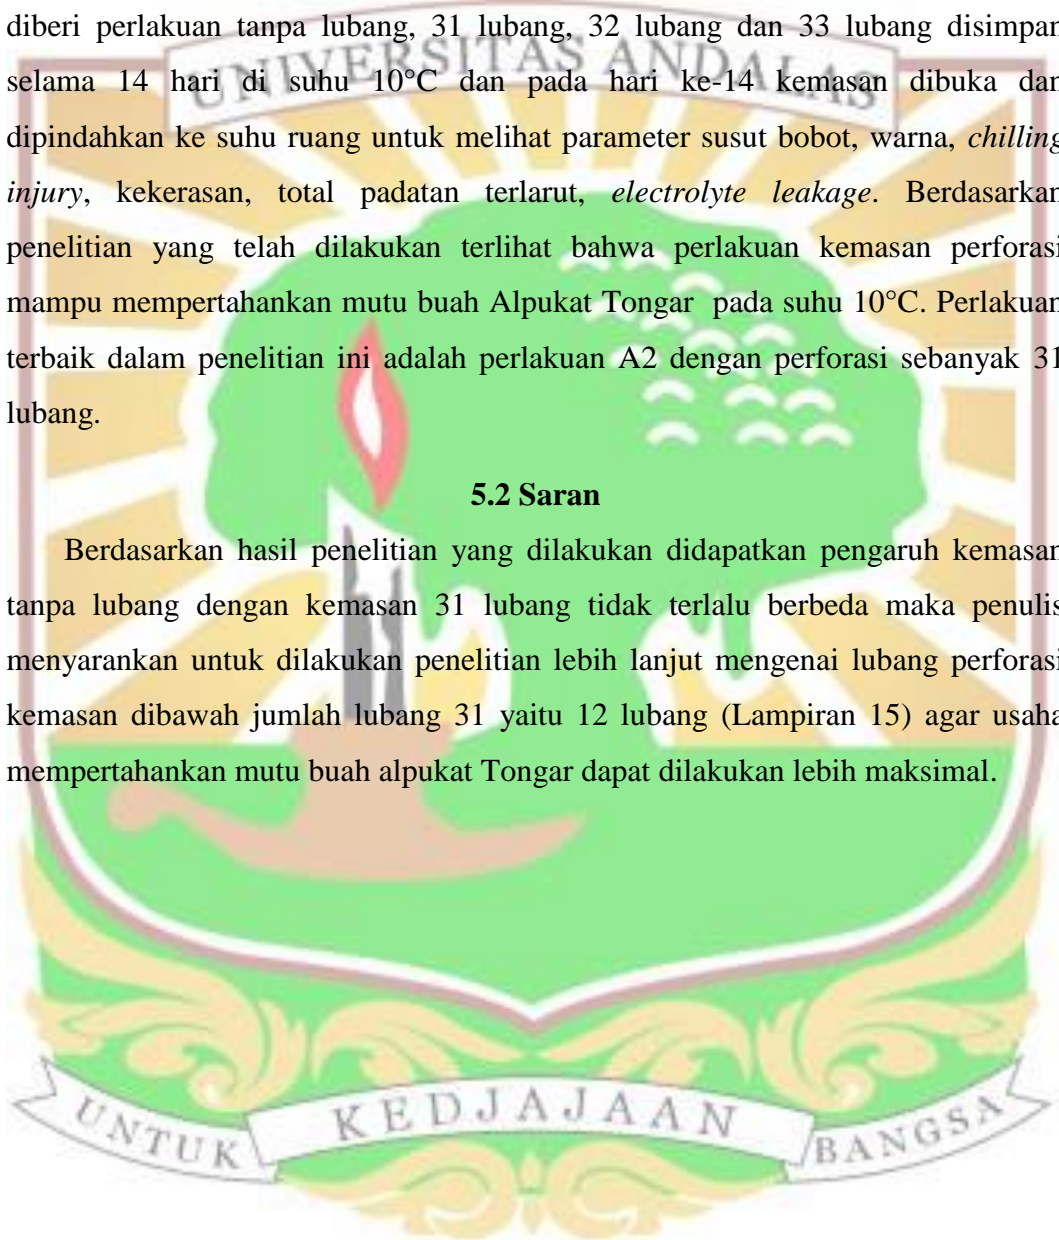 diberi perlakuan tanpa lubang, 31 lubang, 32 lubang dan 33 lubang disimpan
UNIVERSITAS ANDALAS
selama 14 hari di suhu 10°C dan pada hari ke-14 kemasan dibuka dan
dipindahkan ke suhu ruang untuk melihat parameter susut bobot, warna, chilling
injury, kekerasan, total padatan terlarut, electrolyte leakage. Berdasarkan
penelitian yang telah dilakukan terlihat bahwa perlakuan kemasan perforasi
mampu mempertahankan mutu buah Alpukat Tongar pada suhu 10°C. Perlakuan
terbaik dalam penelitian ini adalah perlakuan A2 dengan perforasi sebanyak 31
lubang.
5.2 Saran
Berdasarkan hasil penelitian yang dilakukan didapatkan pengaruh kemasan
tanpa lubang dengan kemasan 31 lubang tidak terlalu berbeda maka penulis
menyarankan untuk dilakukan penelitian lebih lanjut mengenai lubang perforasi
kemasan dibawah jumlah lubang 31 yaitu 12 lubang (Lampiran 15) agar usaha
mempertahankan mutu buah alpukat Tongar dapat dilakukan lebih maksimal.
UNTUK KEDJAJAAN BANGSA